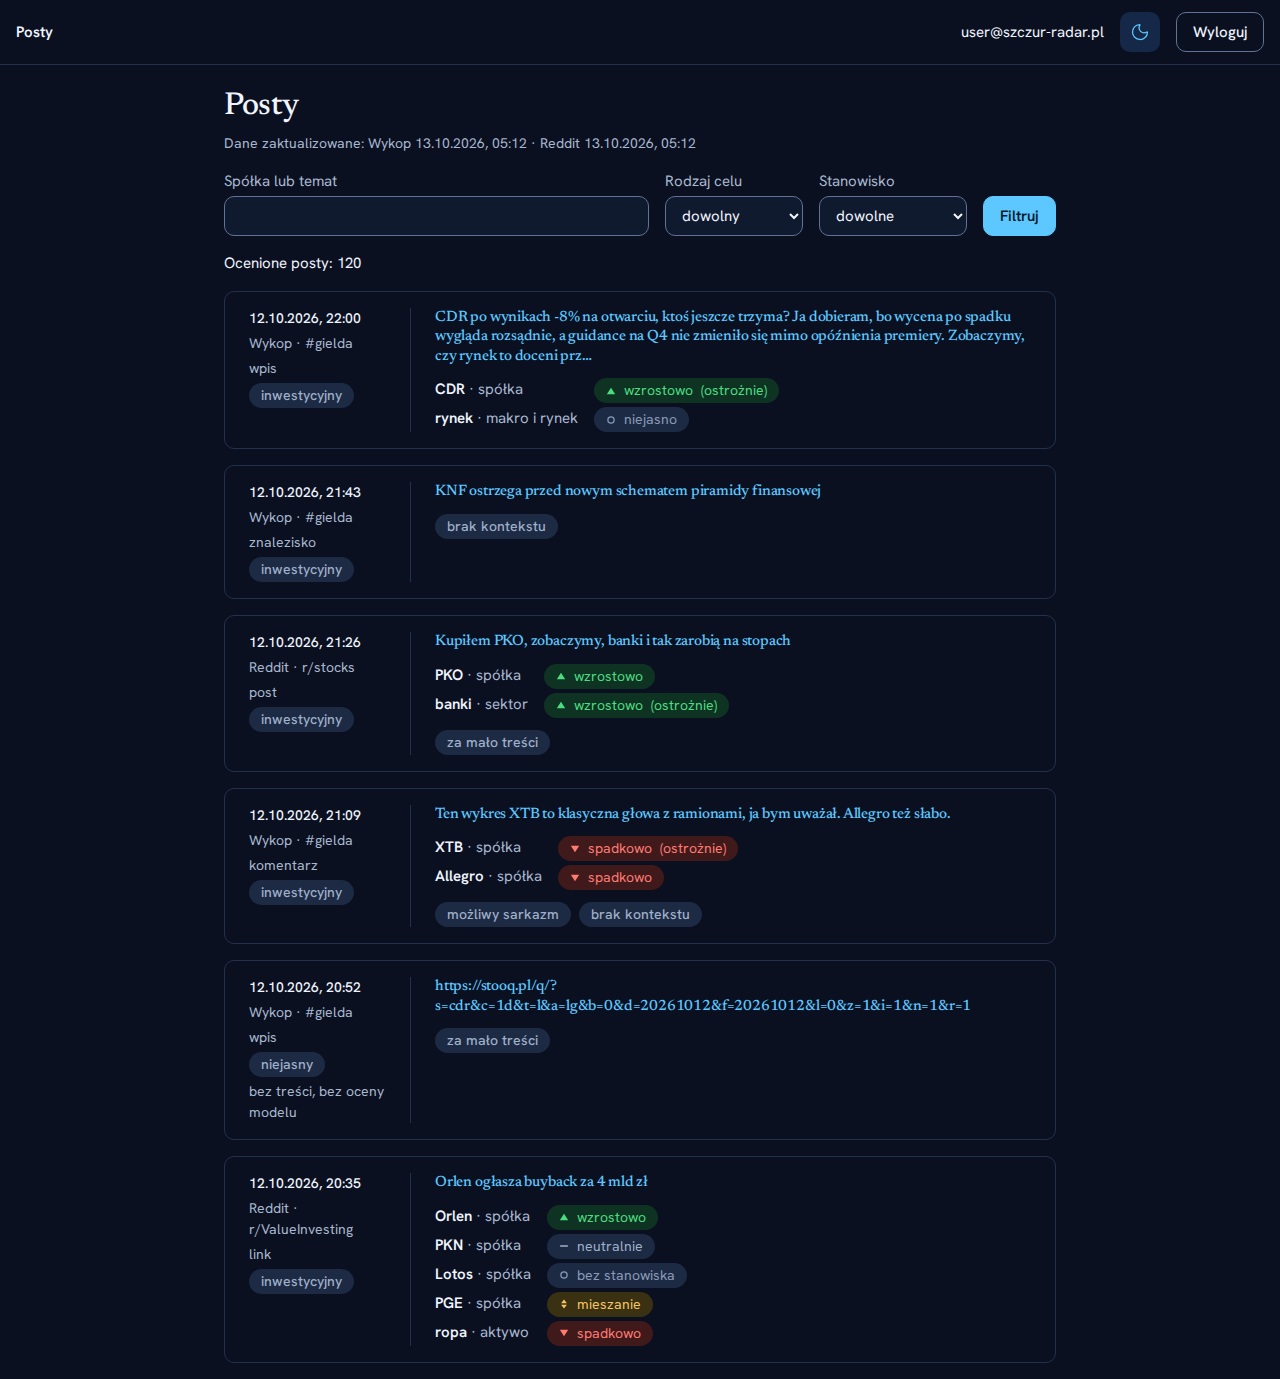 Posty
user@szczur-radar.pl
Wyloguj
Posty
Dane zaktualizowane: Wykop 13.10.2026, 05:12 · Reddit 13.10.2026, 05:12
Spółka lub temat
Rodzaj celu
Stanowisko
dowolny
dowolne
Filtruj
Ocenione posty: 120
12.10.2026, 22:00
Wykop · #gielda
wpis
inwestycyjny
CDR po wynikach -8% na otwarciu, ktoś jeszcze trzyma? Ja dobieram, bo wycena po spadku
wygląda rozsądnie, a guidance na Q4 nie zmieniło się mimo opóźnienia premiery. Zobaczymy,
czy rynek to doceni prz...
CDR · spółka
wzrostowo (ostrożnie)
rynek · makro i rynek
niejasno
12.10.2026, 21:43
Wykop · #gielda
znalezisko
inwestycyjny
KNF ostrzega przed nowym schematem piramidy finansowej
brak kontekstu
12.10.2026, 21:26
Reddit · r/stocks
post
inwestycyjny
Kupiłem PKO, zobaczymy, banki i tak zarobią na stopach
PKO · spółka
wzrostowo
banki · sektor
wzrostowo (ostrożnie)
za mało treści
12.10.2026, 21:09
Wykop · #gielda
komentarz
inwestycyjny
Ten wykres XTB to klasyczna głowa z ramionami, ja bym uważał. Allegro też słabo.
XTB · spółka
spadkowo (ostrożnie)
Allegro · spółka
spadkowo
możliwy sarkazm
brak kontekstu
12.10.2026, 20:52
Wykop · #gielda
wpis
niejasny
bez treści, bez oceny
modelu
https://stooq.pl/q/?
s=cdr&c=1d&t=l&a=lg&b=0&d=20261012&f=20261012&l=0&z=1&i=1&n=1&r=1
za mało treści
12.10.2026, 20:35
Reddit ·
r/ValueInvesting
link
inwestycyjny
Orlen ogłasza buyback za 4 mld zł
Orlen · spółka
wzrostowo
PKN · spółka
neutralnie
Lotos · spółka
bez stanowiska
PGE · spółka
mieszanie
ropa · aktywo
spadkowo